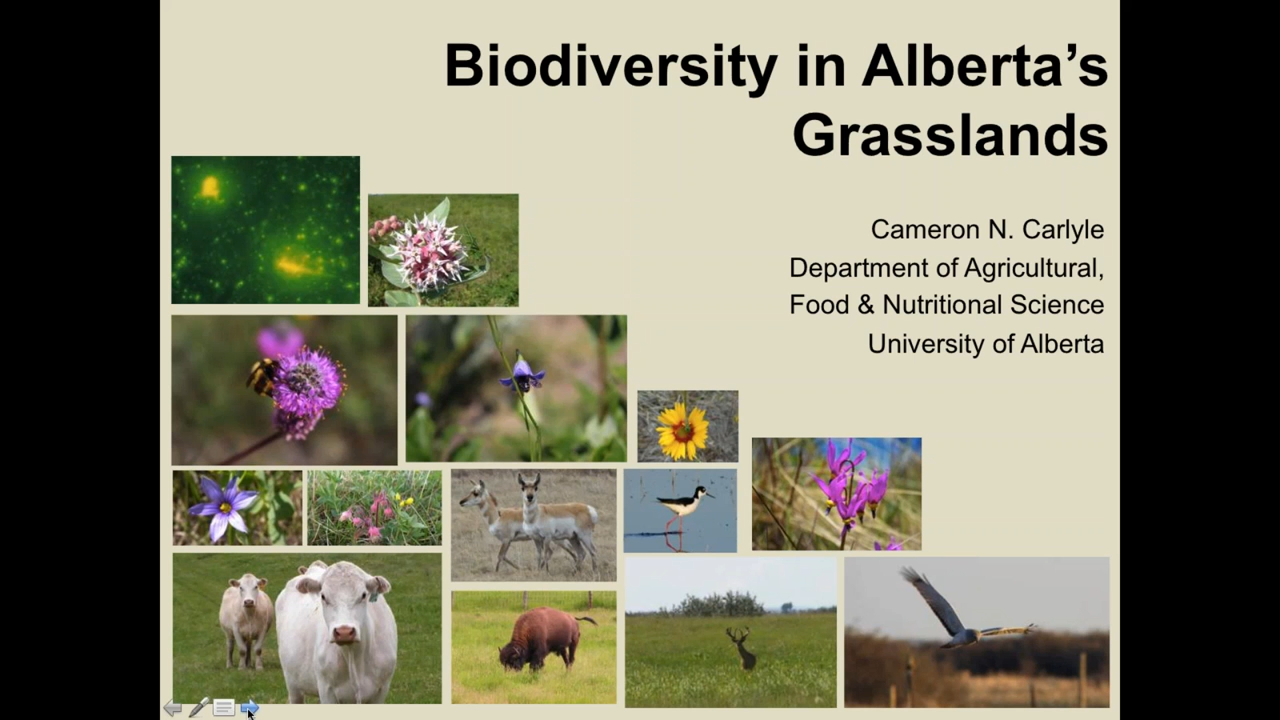 Biodiversity in Alberta’s
Grasslands
Cameron N. Carlyle
Department of Agricultural,
Food & Nutritional Science
University of Alberta